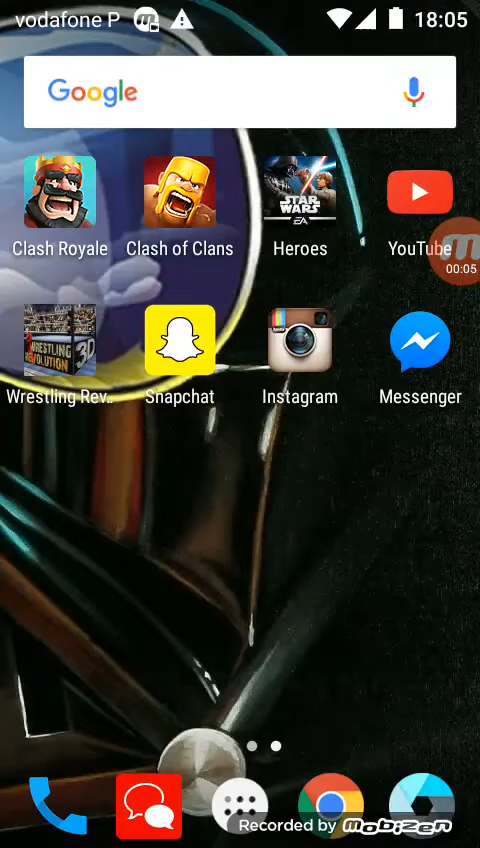 vodafone P 18:05
Google
Clash Royale Clash of Clans Heroes YouTube
00:05
Wrestling Rev.. Snapchat Instagram Messenger
STAR WARS
EA
WRESTLING REVOLUTION 3D
Recorded by mobizen